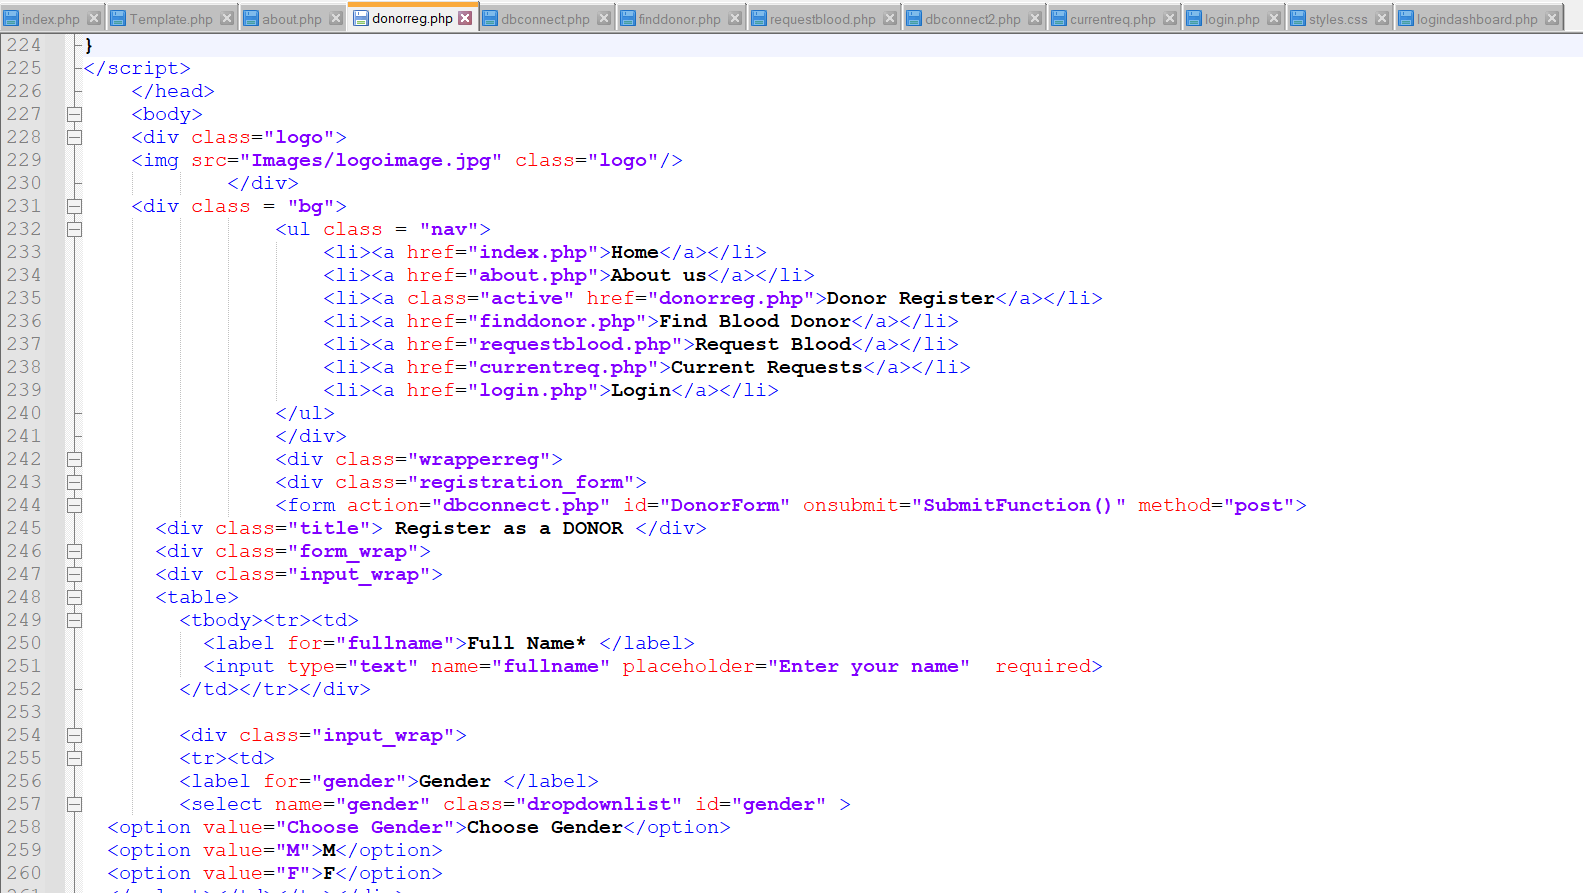 index.php Template.php about.php donorreg.php dbconnect.php finddonor.php requestblood.php dbconnect2.php currentreq.php login.php styles.css logindashboard.php
224 }
225 </script>
226 </head>
227 <body>
228 <div class="logo">
229 <img src="Images/logoimage.jpg" class="logo"/>
230 </div>
231 <div class = "bg">
232 <ul class = "nav">
233 <li><a href="index.php">Home</a></li>
234 <li><a href="about.php">About us</a></li>
235 <li><a class="active" href="donorreg.php">Donor Register</a></li>
236 <li><a href="finddonor.php">Find Blood Donor</a></li>
237 <li><a href="requestblood.php">Request Blood</a></li>
238 <li><a href="currentreq.php">Current Requests</a></li>
239 <li><a href="login.php">Login</a></li>
240 </ul>
241 </div>
242 <div class="wrapperreg">
243 <div class="registration_form">
244 <form action="dbconnect.php" id="DonorForm" onsubmit="SubmitFunction()" method="post">
245 <div class="title"> Register as a DONOR </div>
246 <div class="form_wrap">
247 <div class="input_wrap">
248 <table>
249 <tbody><tr><td>
250 <label for="fullname">Full Name* </label>
251 <input type="text" name="fullname" placeholder="Enter your name"  required>
252 </td></tr></div>
253
254 <div class="input_wrap">
255 <tr><td>
256 <label for="gender">Gender </label>
257 <select name="gender" class="dropdownlist" id="gender" >
258 <option value="Choose Gender">Choose Gender</option>
259 <option value="M">M</option>
260 <option value="F">F</option>